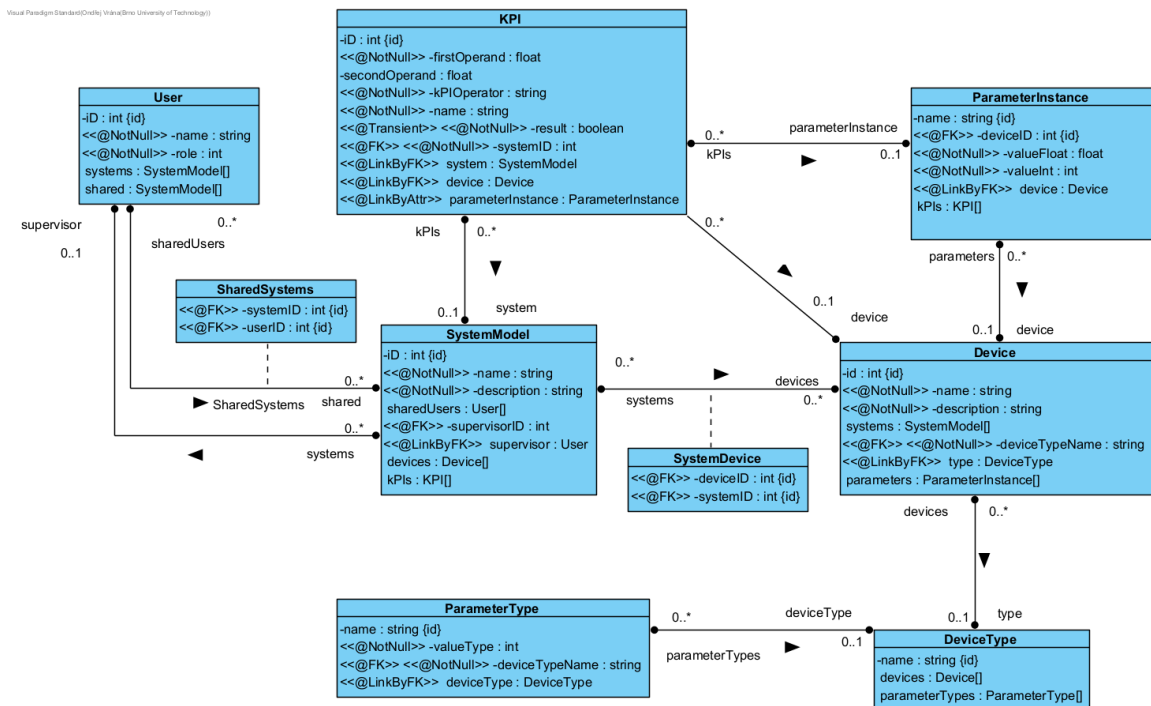 Visual Paradigm Standard(Ondřej Vrána(Brno University of Technology))
KPI
-iD : int {id}
<<@NotNull>> -firstOperand : float
-secondOperand : float
<<@NotNull>> -kPIOperator : string
<<@NotNull>> -name : string
<<@Transient>> <<@NotNull>> -result : boolean
<<@FK>> <<@NotNull>> -systemID : int
<<@LinkByFK>> system : SystemModel
<<@LinkByFK>> device : Device
<<@LinkByAttr>> parameterInstance : ParameterInstance
User
-iD : int {id}
<<@NotNull>> -name : string
<<@NotNull>> -role : int
systems : SystemModel[]
shared : SystemModel[]
ParameterInstance
-name : string {id}
<<@FK>> -deviceID : int {id}
<<@NotNull>> -valueFloat : float
<<@NotNull>> -valueInt : int
<<@LinkByFK>> device : Device
kPIs : KPI[]
parameterInstance
0..*
kPIs
0..1
supervisor
0..1
0..*
sharedUsers
kPIs
0..*
0..1
system
0..*
0..1
device
parameters
0..*
0..1
device
SharedSystems
<<@FK>> -systemID : int {id}
<<@FK>> -userID : int {id}
SystemModel
-iD : int {id}
<<@NotNull>> -name : string
<<@NotNull>> -description : string
sharedUsers : User[]
<<@FK>> -supervisorID : int
<<@LinkByFK>> supervisor : User
devices : Device[]
kPIs : KPI[]
0..*
SharedSystems
shared
0..*
systems
0..*
systems
devices
0..*
Device
-id : int {id}
<<@NotNull>> -name : string
<<@NotNull>> -description : string
systems : SystemModel[]
<<@FK>> <<@NotNull>> -deviceTypeName : string
<<@LinkByFK>> type : DeviceType
parameters : ParameterInstance[]
SystemDevice
<<@FK>> -deviceID : int {id}
<<@FK>> -systemID : int {id}
devices
0..*
0..1
type
ParameterType
-name : string {id}
<<@NotNull>> -valueType : int
<<@FK>> <<@NotNull>> -deviceTypeName : string
<<@LinkByFK>> deviceType : DeviceType
0..*
deviceType
parameterTypes
0..1
DeviceType
-name : string {id}
devices : Device[]
parameterTypes : ParameterType[]